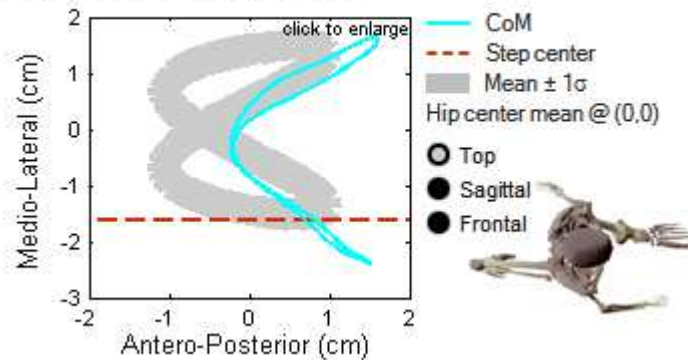 click to enlarge
2
1
0
-1
-2
-3
-2
-1
0
1
2
Medio-Lateral (cm)
Antero-Posterior (cm)
CoM
Step center
Mean ± 1σ
Hip center mean @ (0,0)
Top
Sagittal
Frontal